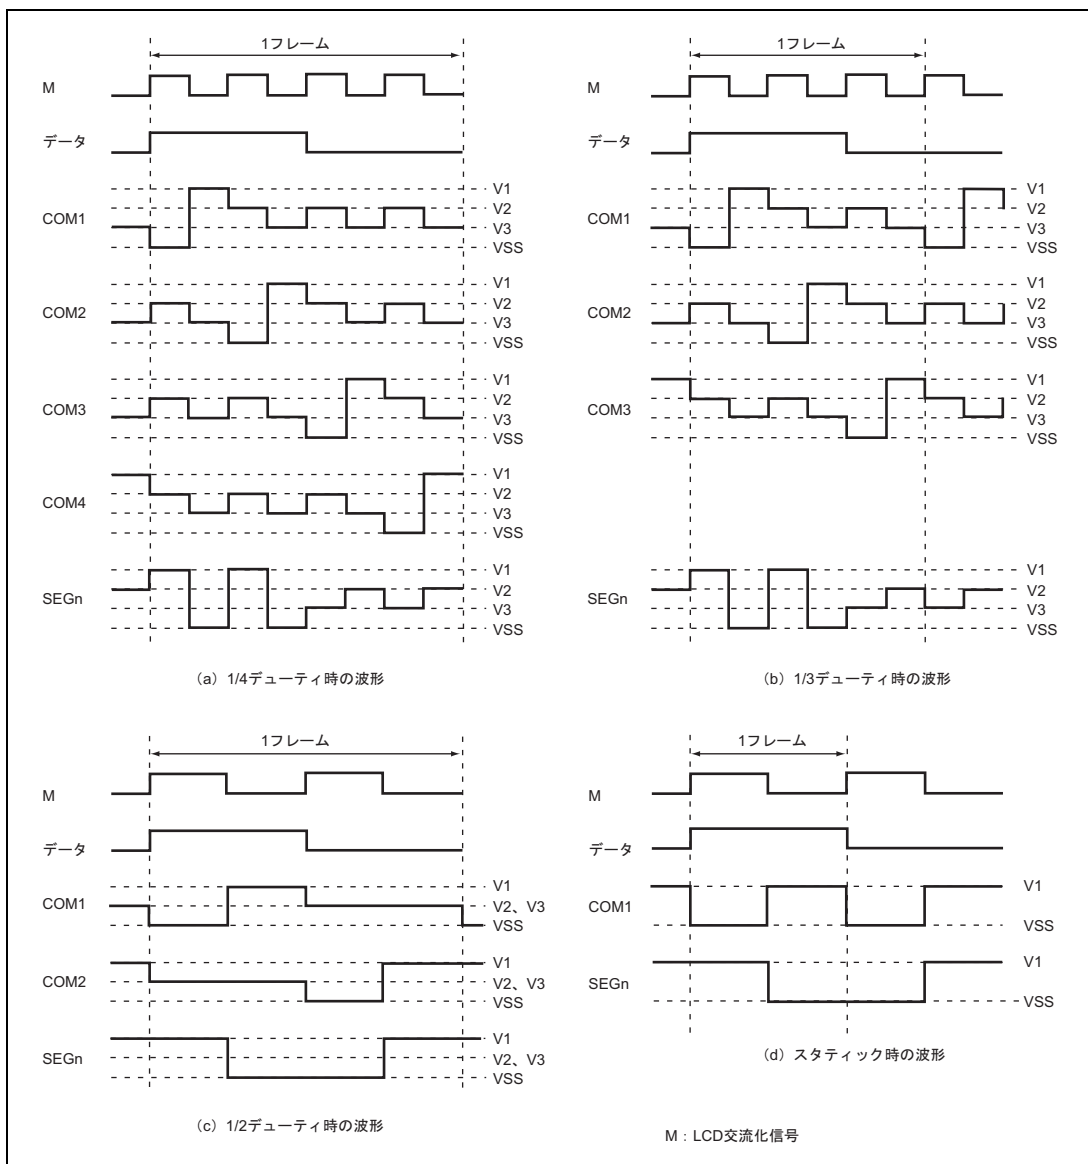 1フレーム
M
データ
COM1
V1
V2
V3
VSS
COM2
V1
V2
V3
VSS
COM3
V1
V2
V3
VSS
COM4
V1
V2
V3
VSS
SEGn
V1
V2
V3
VSS
(a) 1/4デューティ時の波形
1フレーム
M
データ
COM1
V1
V2
V3
VSS
COM2
V1
V2
V3
VSS
COM3
V1
V2
V3
VSS
SEGn
V1
V2
V3
VSS
(b) 1/3デューティ時の波形
1フレーム
M
データ
COM1
V1
V2、V3
VSS
COM2
V1
V2、V3
VSS
SEGn
V1
V2、V3
VSS
(c) 1/2デューティ時の波形
1フレーム
M
データ
COM1
V1
VSS
SEGn
V1
VSS
(d) スタティック時の波形
M：LCD交流化信号